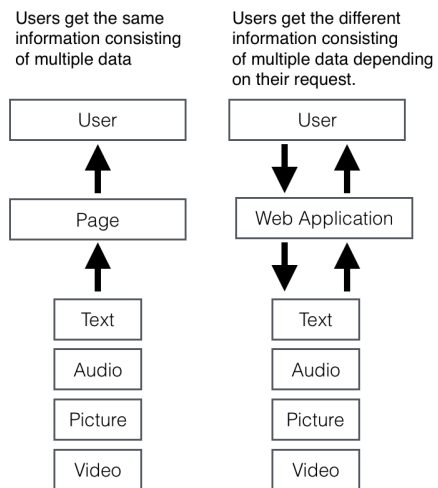 Users get the same
information consisting
of multiple data
User
Page
Text
Audio
Picture
Video
Users get the different
information consisting
of multiple data depending
on their request.
User
Web Application
Text
Audio
Picture
Video